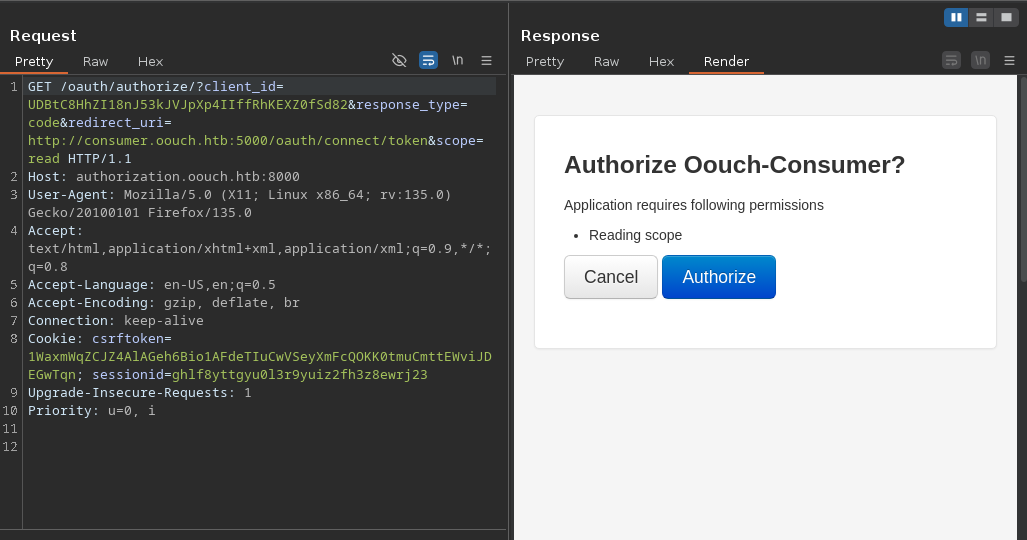 Request
Pretty Raw Hex
\n
1 GET /oauth/authorize/?client_id=
UDBtC8HhZI18nJ53kJVJpXp4IIffRhKEXZ0fSd82&response_type=
code&redirect_uri=
http://consumer.oouch.htb:5000/oauth/connect/token&scope=
read HTTP/1.1
2 Host: authorization.oouch.htb:8000
3 User-Agent: Mozilla/5.0 (X11; Linux x86_64; rv:135.0)
Gecko/20100101 Firefox/135.0
4 Accept:
text/html,application/xhtml+xml,application/xml;q=0.9,*/*;
q=0.8
5 Accept-Language: en-US,en;q=0.5
6 Accept-Encoding: gzip, deflate, br
7 Connection: keep-alive
8 Cookie: csrftoken=
1WaxmWqZCJZ4AlAGeh6Bio1AFdeTIuCwVSeyXmFcQOKK0tmuCmttEWviJD
EGwTqn; sessionid=ghlf8yttgyu0l3r9yuiz2fh3z8ewrj23
9 Upgrade-Insecure-Requests: 1
10 Priority: u=0, i
11
12
Response
Pretty Raw Hex Render
\n
Authorize Oouch-Consumer?
Application requires following permissions
• Reading scope
Cancel Authorize